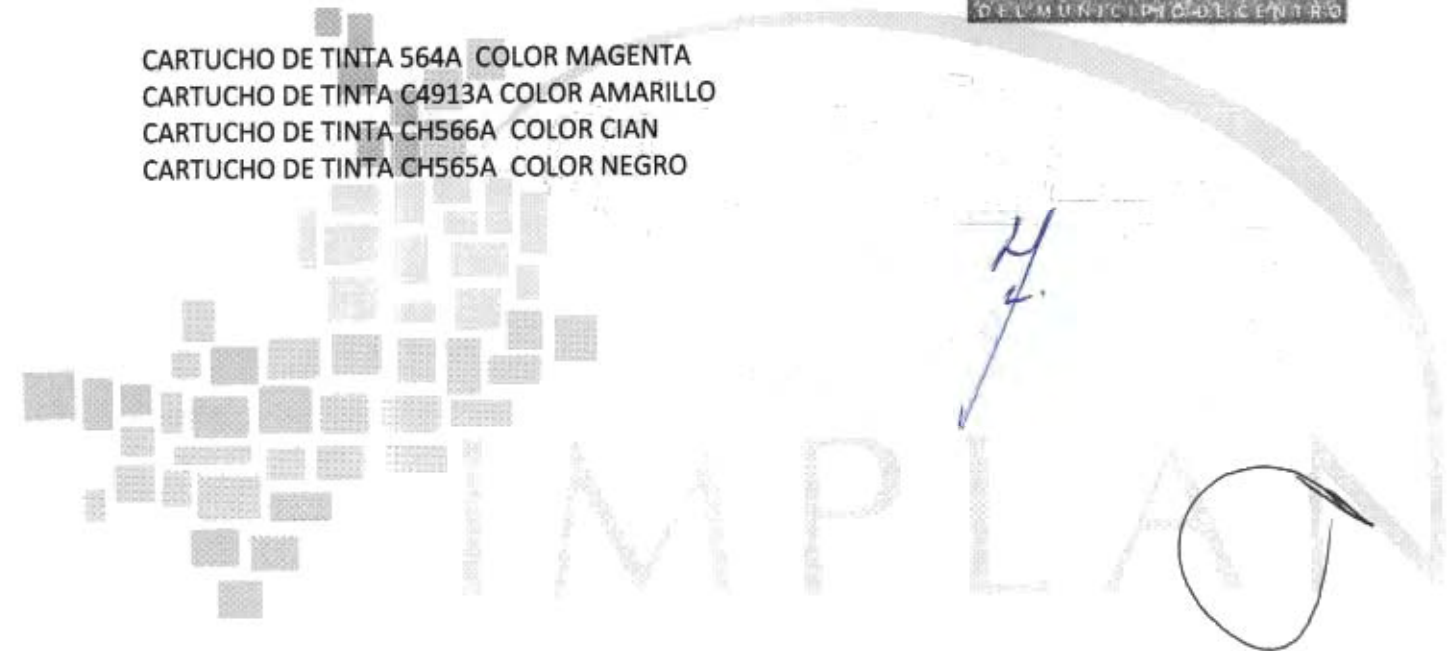 DEL MUNICIPIO DE CENTRO
CARTUCHO DE TINTA 564A COLOR MAGENTA
CARTUCHO DE TINTA C4913A COLOR AMARILLO
CARTUCHO DE TINTA CH566A COLOR CIAN
CARTUCHO DE TINTA CH565A COLOR NEGRO
IMPLAN